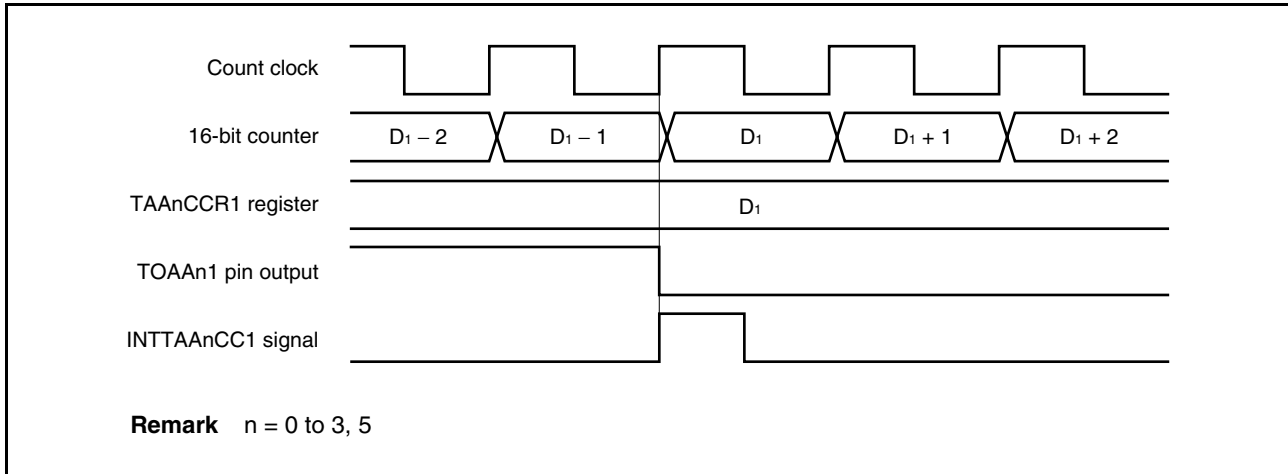 Count clock
16-bit counter D₁ − 2 D₁ − 1 D₁ D₁ + 1 D₁ + 2
TAAnCCR1 register D₁
TOAAn1 pin output
INTTAAnCC1 signal
Remark n = 0 to 3, 5